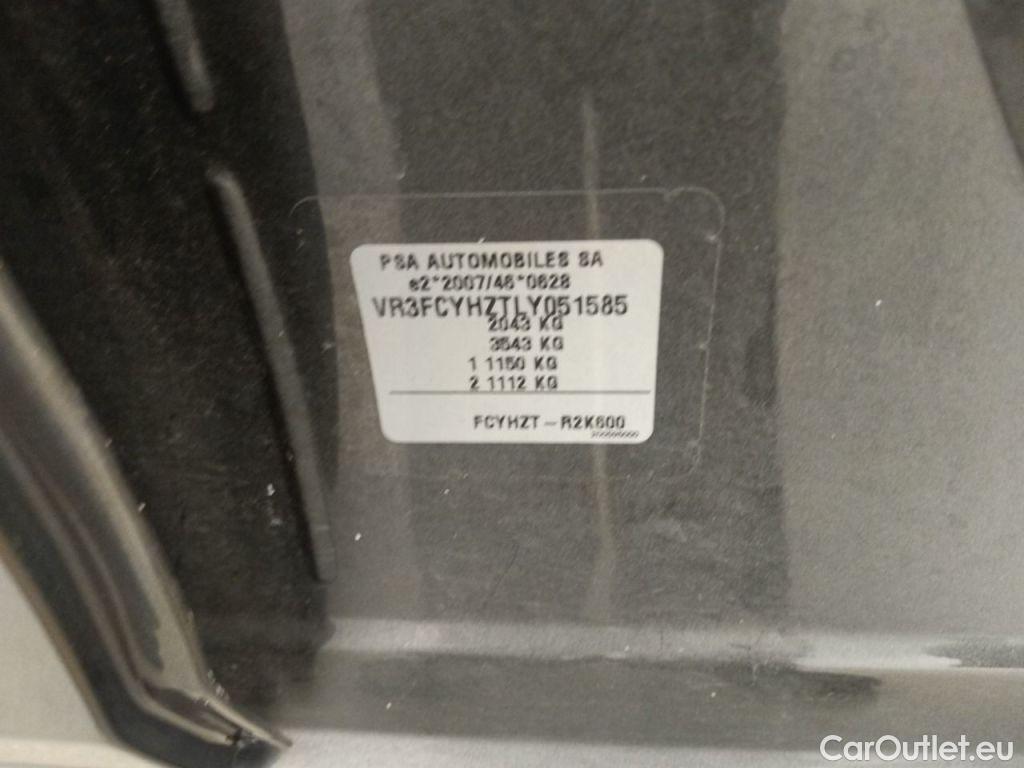 PSA AUTOMOBILES SA
e2*2007/46*0628
VR3FCYHZTLY051585
2043 KG
3543 KG
1 1150 KG
2 1112 KG
FCYHZT - R2K600
CarOutlet.eu